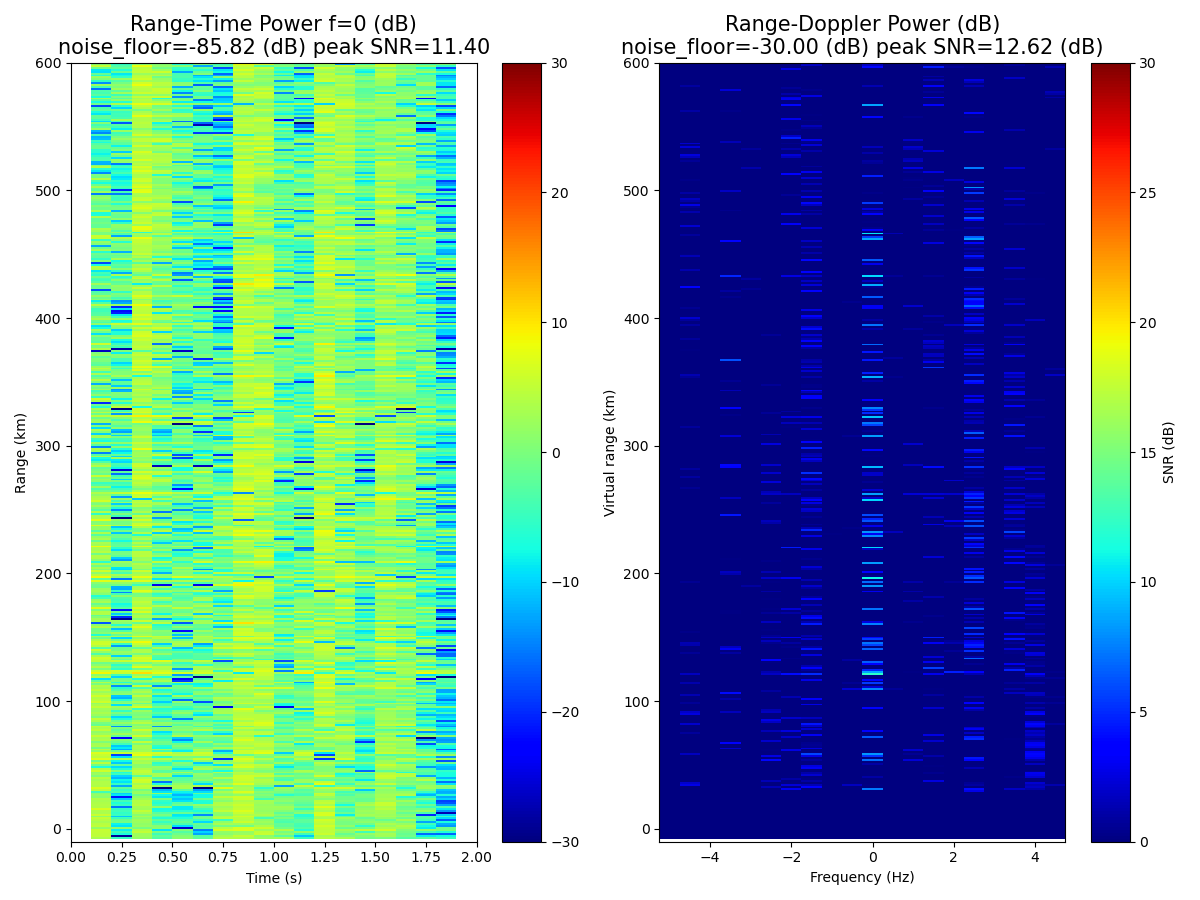 Range-Time Power f=0 (dB)
noise_floor=-85.82 (dB) peak SNR=11.40
600
500
400
300
200
100
0
Range (km)
0.00 0.25 0.50 0.75 1.00 1.25 1.50 1.75 2.00
Time (s)
30
20
10
0
−10
−20
−30
Range-Doppler Power (dB)
noise_floor=-30.00 (dB) peak SNR=12.62 (dB)
600
500
400
300
200
100
0
Virtual range (km)
−4 −2 0 2 4
Frequency (Hz)
30
25
20
15
10
5
0
SNR (dB)